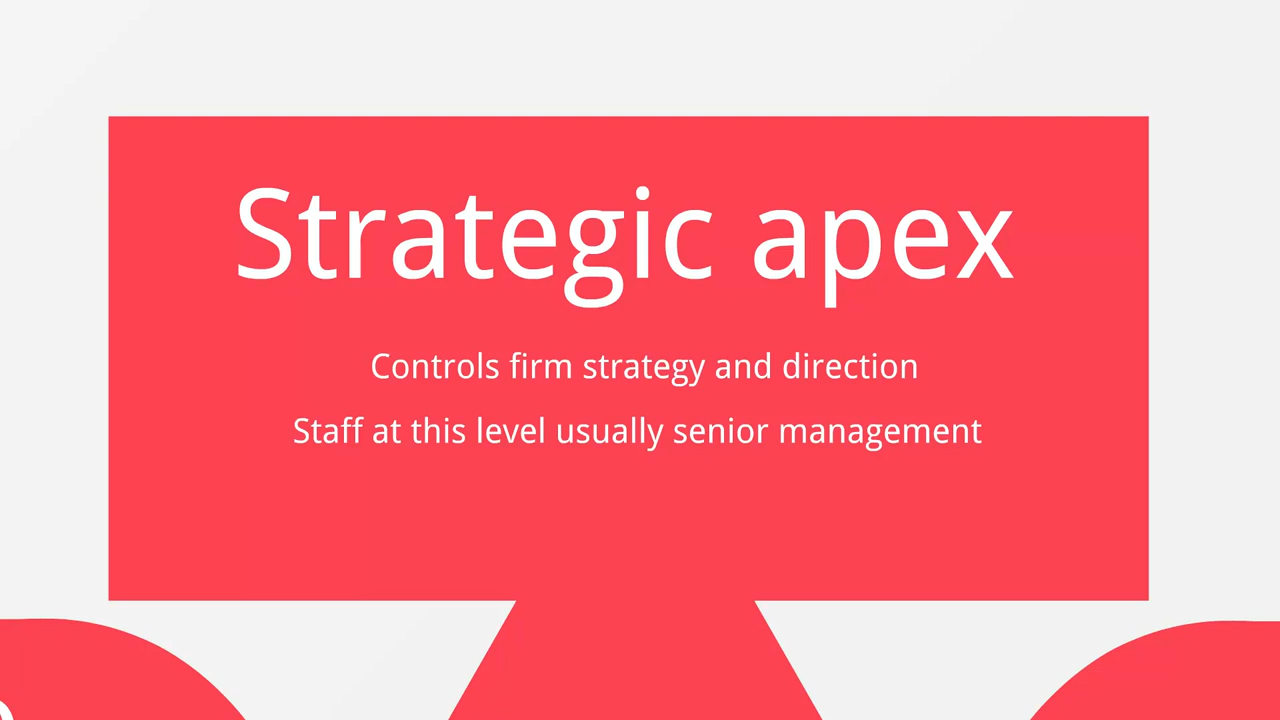 Strategic apex
Controls firm strategy and direction
Staff at this level usually senior management